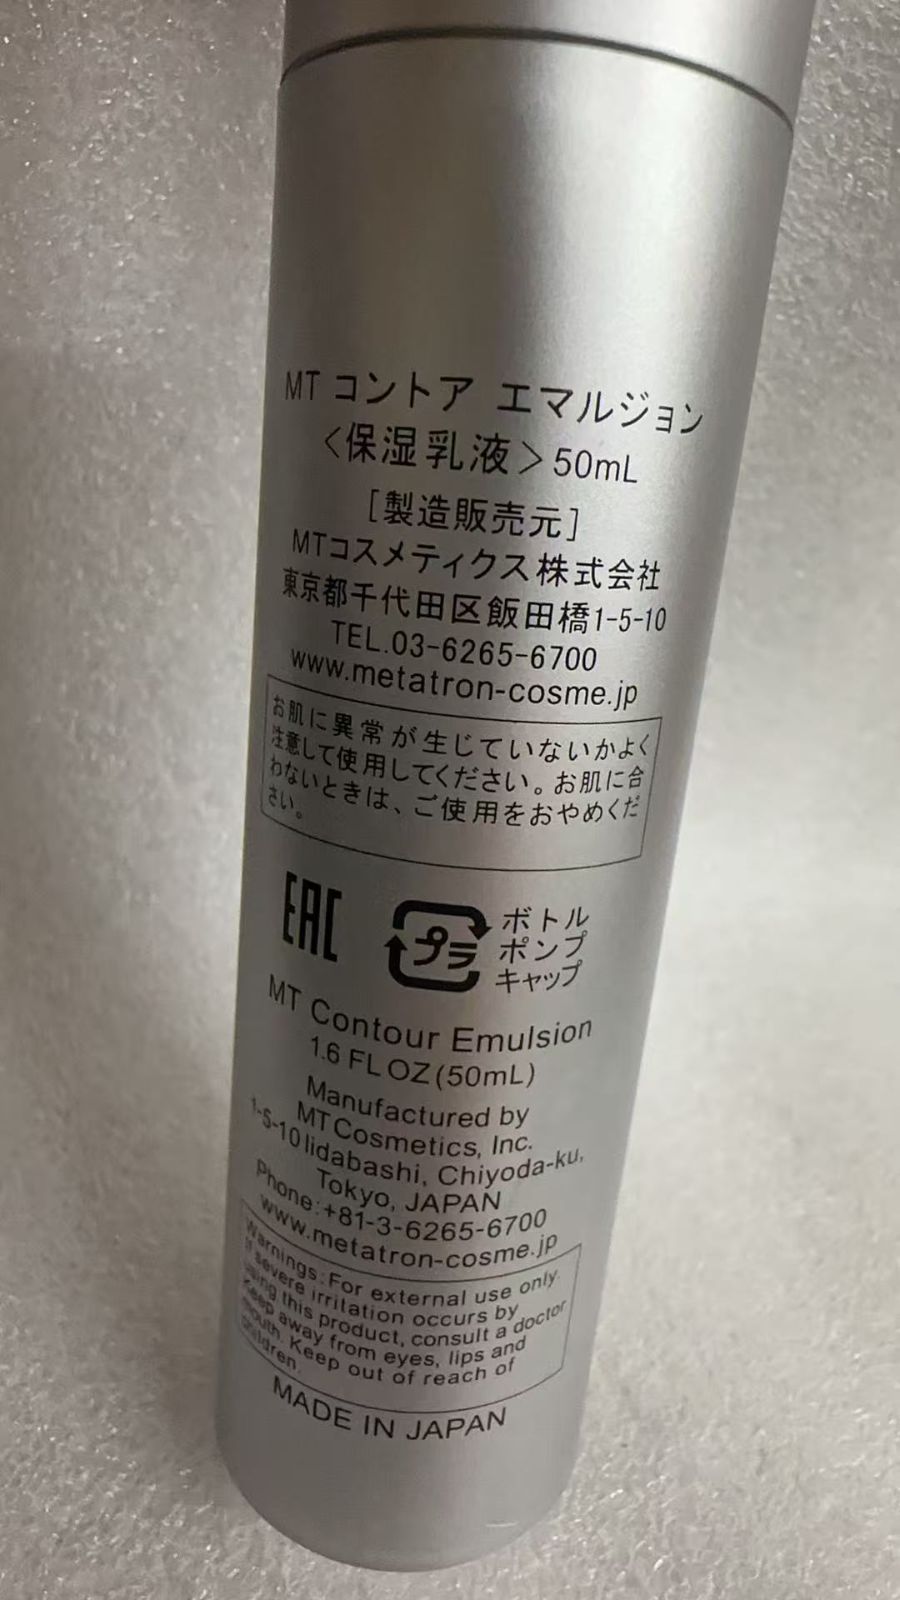 MT コントア エマルジョン
＜保湿乳液＞50mL
［製造販売元］
MTコスメティクス株式会社
東京都千代田区飯田橋1-5-10
TEL.03-6265-6700
www.metatron-cosme.jp
お肌に異常が生じていないかよく
注意して使用してください。お肌に合
わないときは、ご使用をおやめくだ
さい。
EAC
プラ
ボトル
ポンプ
キャップ
MT Contour Emulsion
1.6 FL OZ (50mL)
Manufactured by
MT Cosmetics, Inc.
1-5-10 Iidabashi, Chiyoda-ku,
Tokyo, JAPAN
Phone:+81-3-6265-6700
www.metatron-cosme.jp
Warnings: For external use only.
If severe irritation occurs by
using this product, consult a doctor
Keep away from eyes, lips and
mouth. Keep out of reach of
children.
MADE IN JAPAN